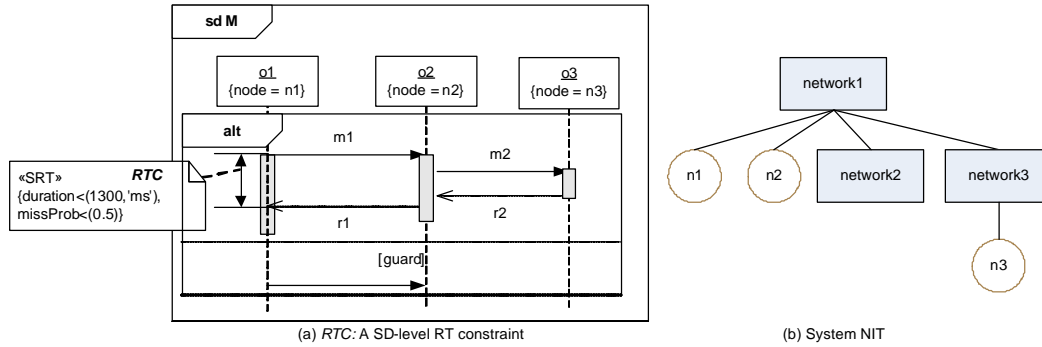 sd M
o1
{node = n1}
o2
{node = n2}
o3
{node = n3}
alt
m1
m2
«SRT» RTC
{duration<(1300,'ms'),
missProb<(0.5)}
r1
r2
[guard]
(a) RTC: A SD-level RT constraint
network1
n1
n2
network2
network3
n3
(b) System NIT